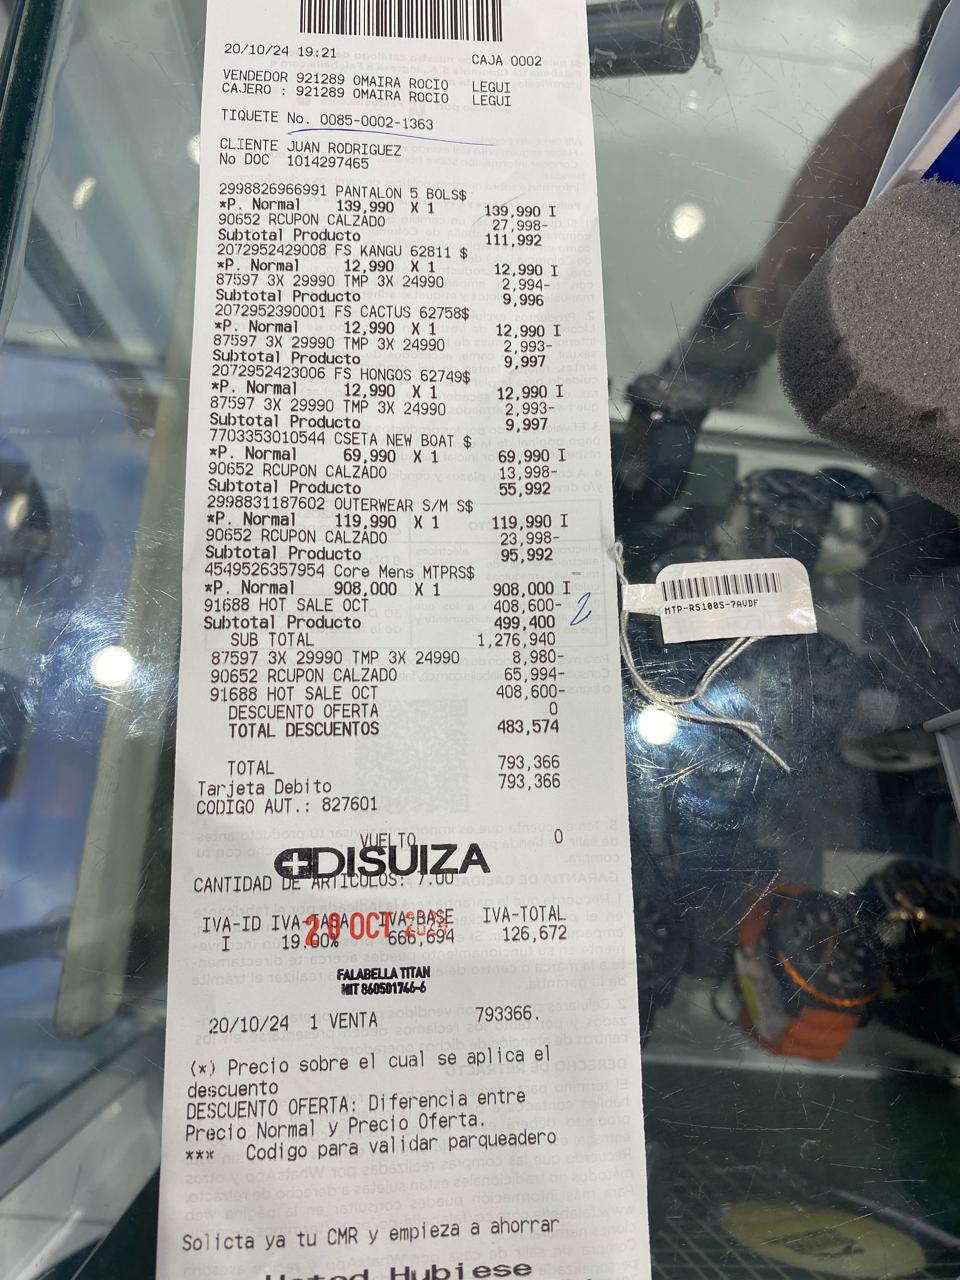 20/10/24 19:21 CAJA 0002
VENDEDOR 921289 OMAIRA ROCIO LEGUI
CAJERO : 921289 OMAIRA ROCIO LEGUI
TIQUETE No. 0085-0002-1363
CLIENTE JUAN RODRIGUEZ
No DOC 1014297465
2998826966991 PANTALON 5 BOLS$
*P. Normal 139,990 X 1 139,990 I
90652 RCUPON CALZADO 27,998-
Subtotal Producto 111,992
2072952429008 FS KANGU 62811 $
*P. Normal 12,990 X 1 12,990 I
87597 3X 29990 TMP 3X 24990 2,994-
Subtotal Producto 9,996
2072952390001 FS CACTUS 62758$
*P. Normal 12,990 X 1 12,990 I
87597 3X 29990 TMP 3X 24990 2,993-
Subtotal Producto 9,997
2072952423006 FS HONGOS 62749$
*P. Normal 12,990 X 1 12,990 I
87597 3X 29990 TMP 3X 24990 2,993-
Subtotal Producto 9,997
7703353010544 CSETA NEW BOAT $
*P. Normal 69,990 X 1 69,990 I
90652 RCUPON CALZADO 13,998-
Subtotal Producto 55,992
2998831187602 OUTERWEAR S/M S$
*P. Normal 119,990 X 1 119,990 I
90652 RCUPON CALZADO 23,998-
Subtotal Producto 95,992
4549526357954 Core Mens MTPRS$
*P. Normal 908,000 X 1 908,000 I
91688 HOT SALE OCT 408,600-
Subtotal Producto 499,400
SUB TOTAL 1,276,940
87597 3X 29990 TMP 3X 24990 8,980-
90652 RCUPON CALZADO 65,994-
91688 HOT SALE OCT 408,600-
DESCUENTO OFERTA 0
TOTAL DESCUENTOS 483,574
TOTAL 793,366
Tarjeta Debito 793,366
CODIGO AUT.: 827601
VUELTO 0
DISUIZA
CANTIDAD DE ARTICULOS: 7.00
IVA-ID IVA-TASA IVA-BASE IVA-TOTAL
20 OCT
I 19.00% 666,694 126,672
FALABELLA TITAN
NIT 860501746-6
20/10/24 1 VENTA 793366.
(*) Precio sobre el cual se aplica el
descuento
DESCUENTO OFERTA: Diferencia entre
Precio Normal y Precio Oferta.
*** Codigo para validar parqueadero
Solicta ya tu CMR y empieza a ahorrar
Usted Hubiese
MTP-RS100S-7AVDF